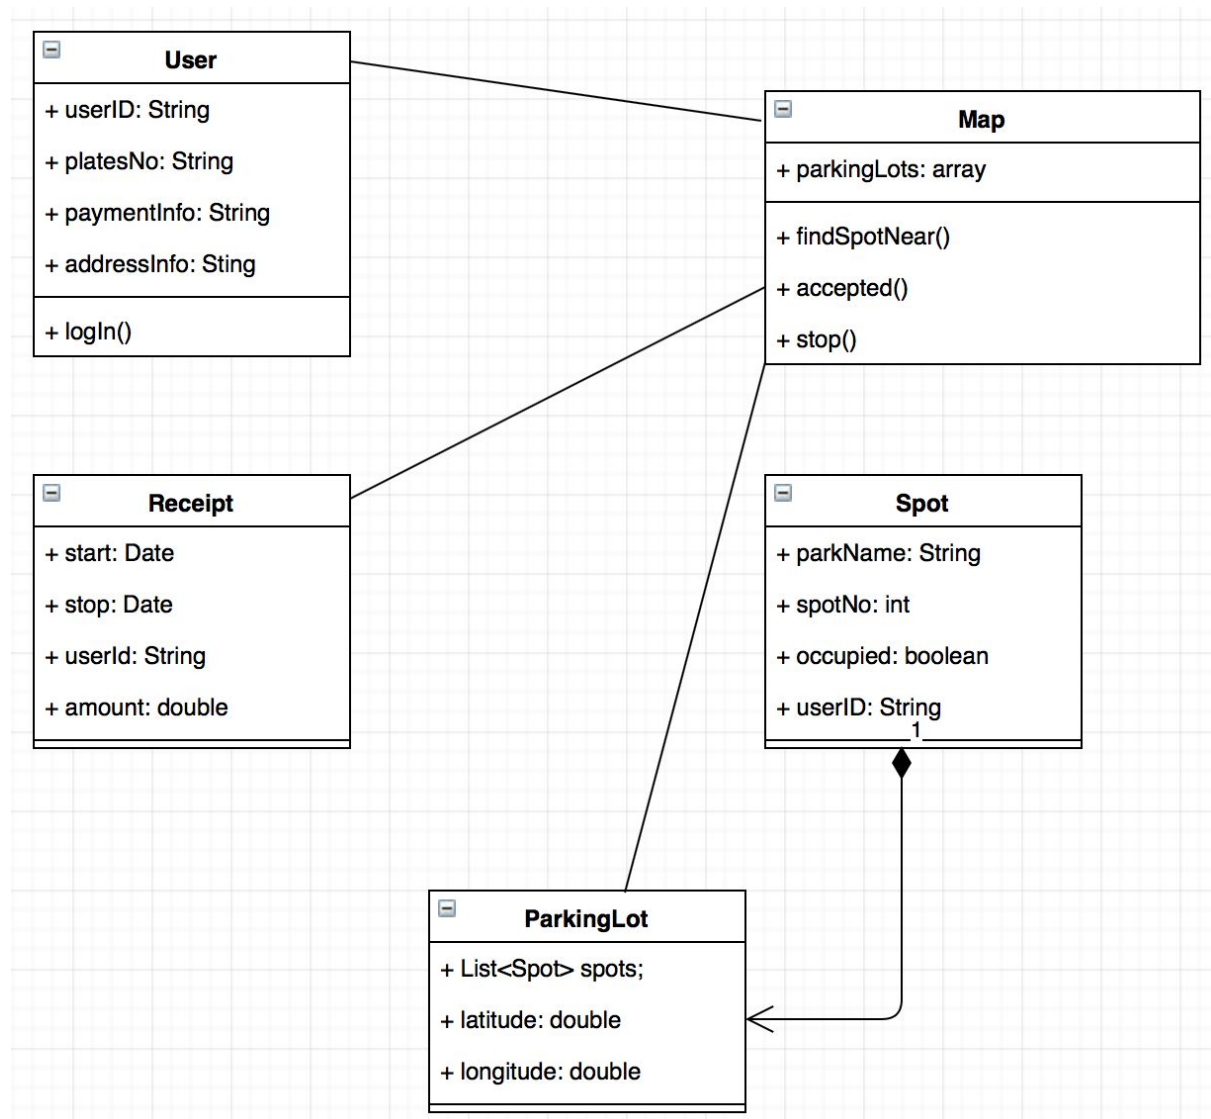 User
+ userID: String
+ platesNo: String
+ paymentInfo: String
+ addressInfo: Sting
+ logIn()
Map
+ parkingLots: array
+ findSpotNear()
+ accepted()
+ stop()
Receipt
+ start: Date
+ stop: Date
+ userId: String
+ amount: double
Spot
+ parkName: String
+ spotNo: int
+ occupied: boolean
+ userID: String
1
ParkingLot
+ List<Spot> spots;
+ latitude: double
+ longitude: double